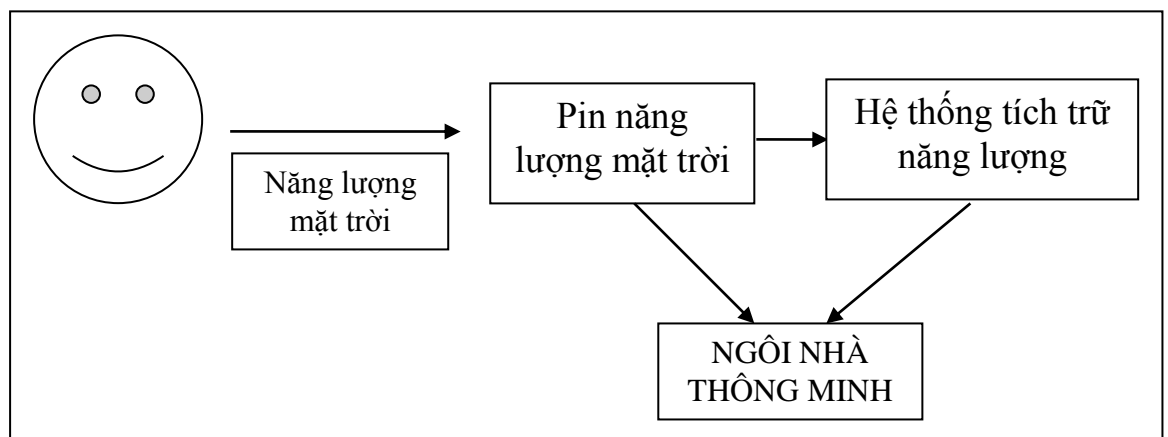 Năng lượng
mặt trời
Pin năng
lượng mặt trời
Hệ thống tích trữ
năng lượng
NGÔI NHÀ
THÔNG MINH